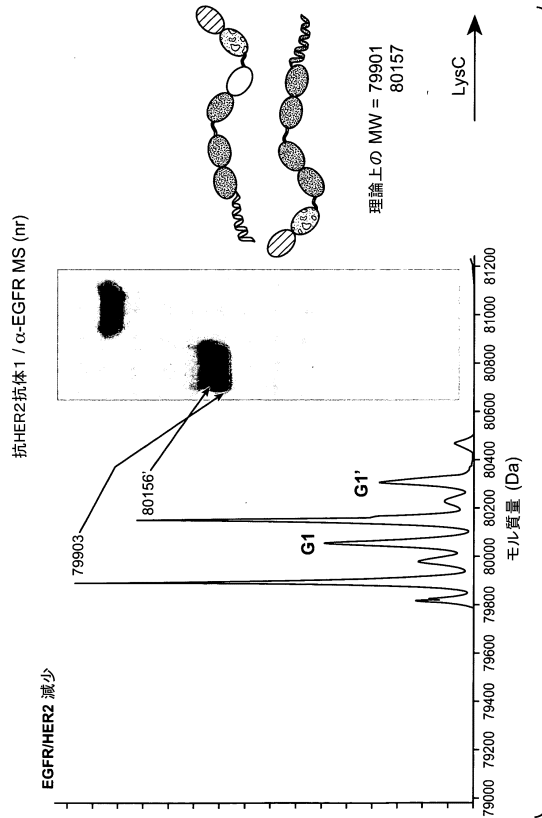 抗HER2抗体1 / α-EGFR MS (nr)
EGFR/HER2 減少
79903
80156'
G1
G1'
理論上の MW = 79901
80157
LysC
79000 79200 79400 79600 79800 80000 80200 80400 80600 80800 81000 81200
モル質量 (Da)